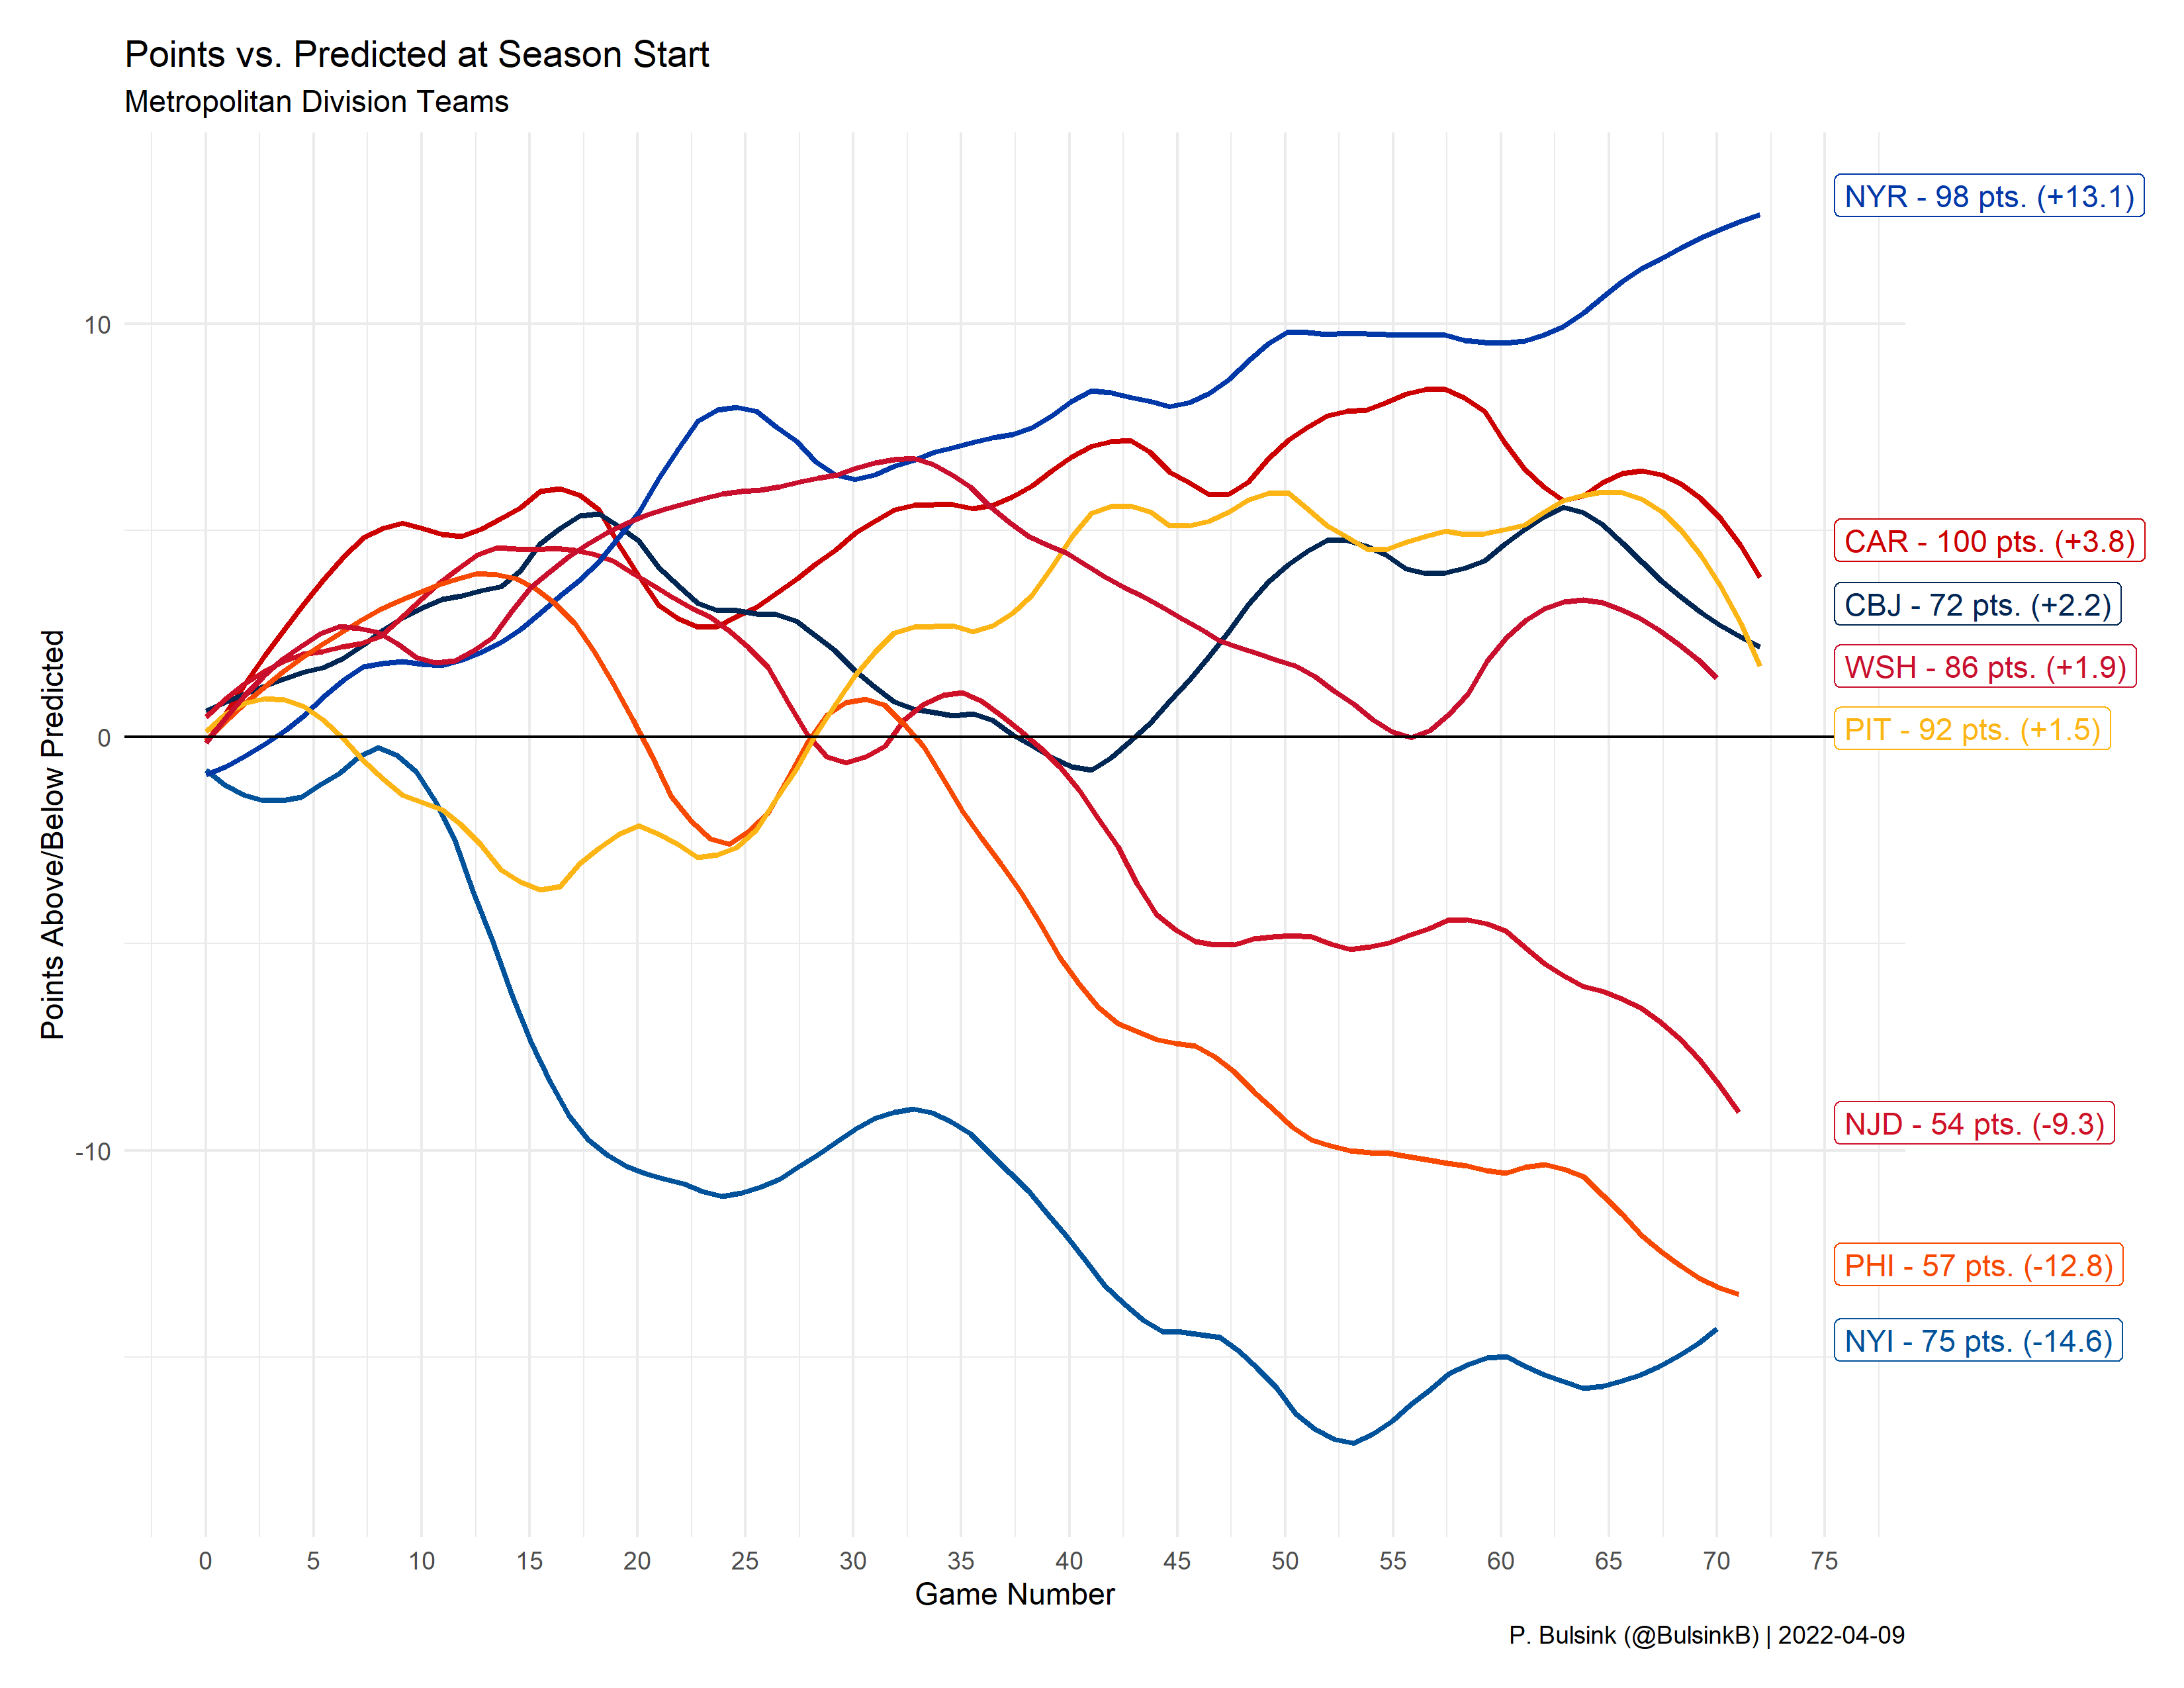 Points vs. Predicted at Season Start
Metropolitan Division Teams
NYR - 98 pts. (+13.1)
CAR - 100 pts. (+3.8)
CBJ - 72 pts. (+2.2)
WSH - 86 pts. (+1.9)
PIT - 92 pts. (+1.5)
NJD - 54 pts. (-9.3)
PHI - 57 pts. (-12.8)
NYI - 75 pts. (-14.6)
10
0
-10
Points Above/Below Predicted
0 5 10 15 20 25 30 35 40 45 50 55 60 65 70 75
Game Number
P. Bulsink (@BulsinkB) | 2022-04-09